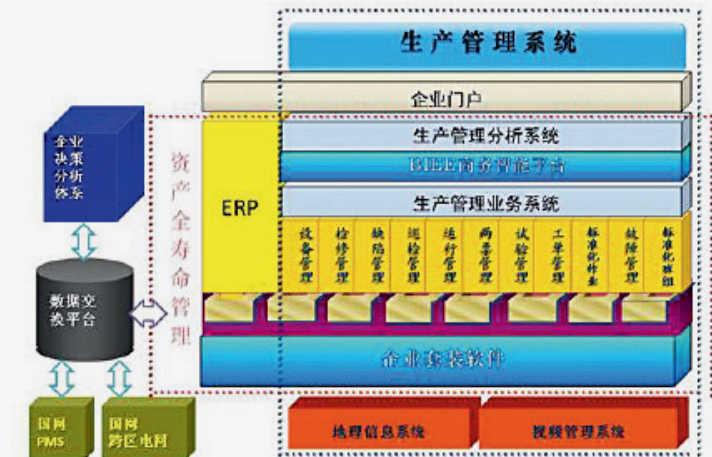 生产管理系统
企业门户
企业
决策
分析
体系
资产全寿命管理
ERP
生产管理分析系统
BIEE商务智能平台
生产管理业务系统
设备管理
检修管理
缺陷管理
巡检管理
运行管理
两票管理
试验管理
工单管理
标准化作业
故障管理
标准化班组
数据交
换平台
企业套装软件
国网
PMS
国网
跨区电网
地理信息系统
视频管理系统